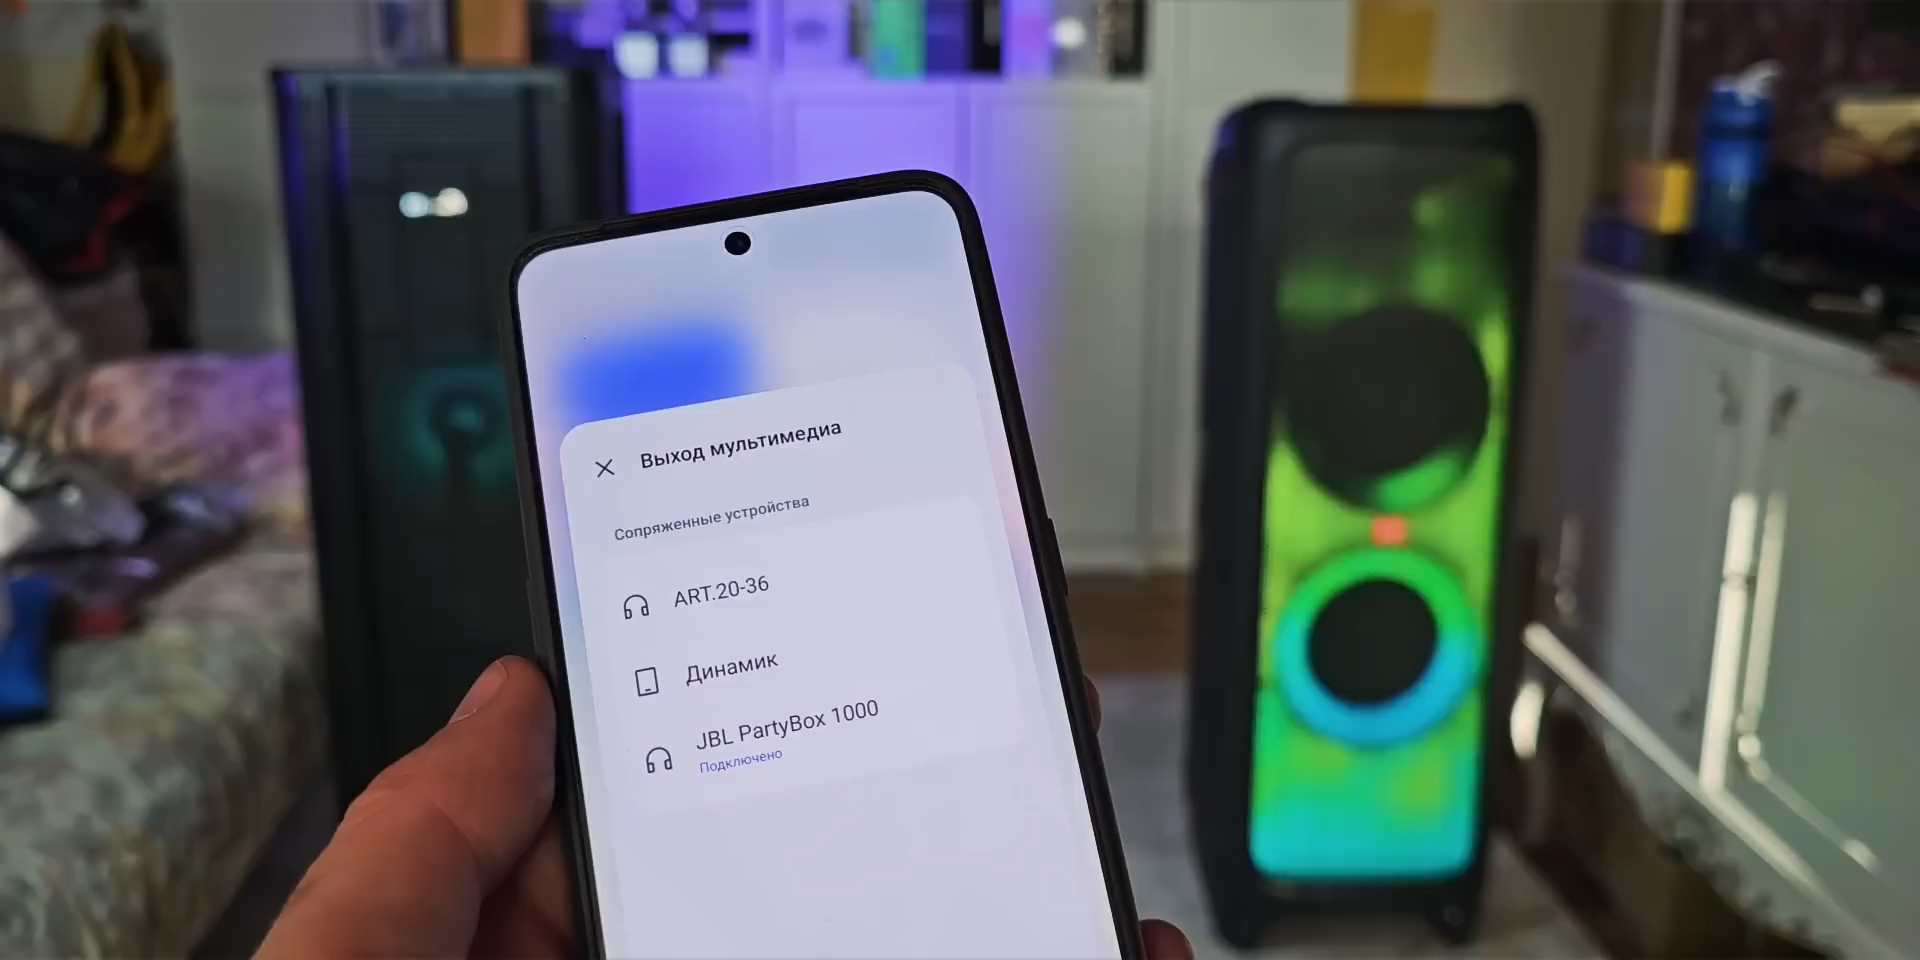 Выход мультимедиа
Сопряженные устройства
ART.20-36
Динамик
JBL PartyBox 1000
Подключено